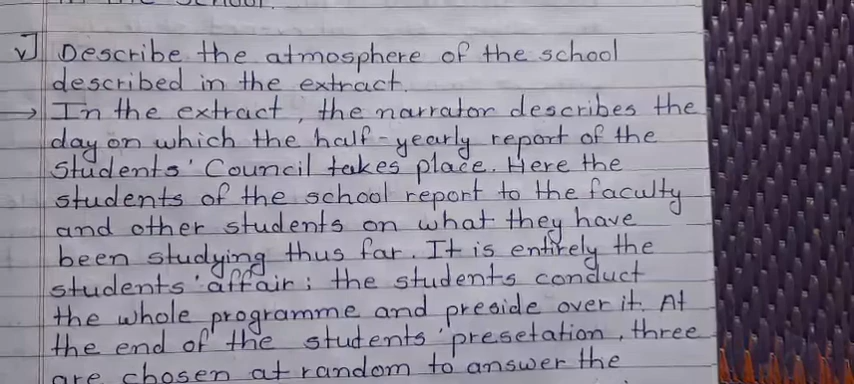 v] Describe the atmosphere of the school
described in the extract.
→ In the extract, the narrator describes the
day on which the half-yearly report of the
Students' Council takes place. Here the
students of the school report to the faculty
and other students on what they have
been studying thus far. It is entirely the
students' affair; the students conduct
the whole programme and preside over it. At
the end of the students' presetation, three
are chosen at random to answer the